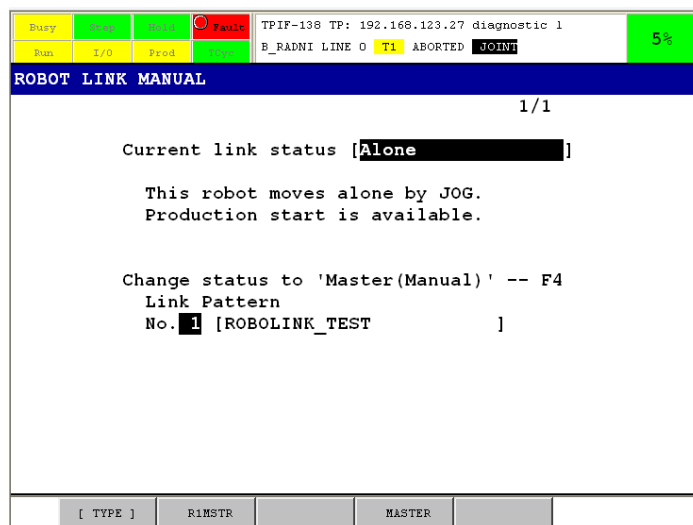 Busy Step Hold Fault
Run I/O Prod TCyc
TPIF-138 TP: 192.168.123.27 diagnostic l
B_RADNI LINE 0 T1 ABORTED JOINT
5%
ROBOT LINK MANUAL
1/1
Current link status [Alone ]
This robot moves alone by JOG.
Production start is available.
Change status to 'Master(Manual)' -- F4
Link Pattern
No. 1 [ROBOLINK_TEST ]
[ TYPE ] R1MSTR MASTER